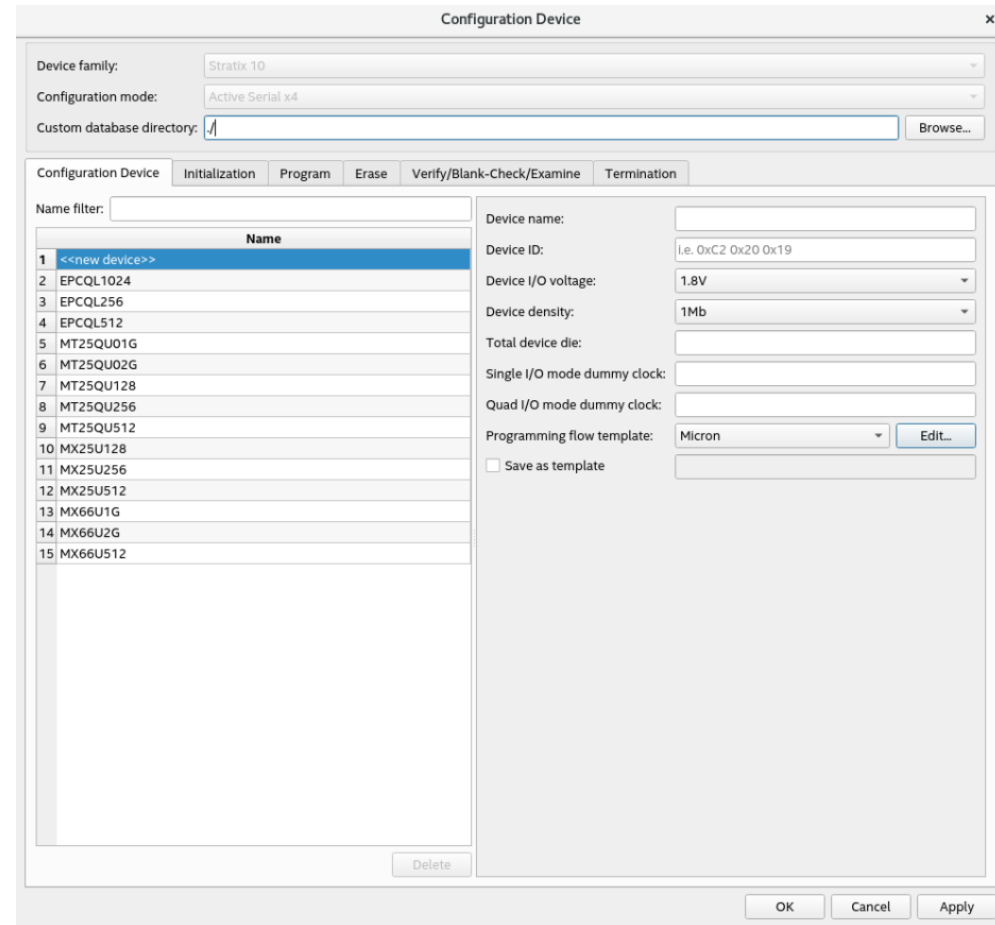 Configuration Device
×
Device family: Stratix 10
Configuration mode: Active Serial x4
Custom database directory: ./ Browse...
Configuration Device Initialization Program Erase Verify/Blank-Check/Examine Termination
Name filter:
Name
1 <<new device>>
2 EPCQL1024
3 EPCQL256
4 EPCQL512
5 MT25QU01G
6 MT25QU02G
7 MT25QU128
8 MT25QU256
9 MT25QU512
10 MX25U128
11 MX25U256
12 MX25U512
13 MX66U1G
14 MX66U2G
15 MX66U512
Delete
Device name:
Device ID: i.e. 0xC2 0x20 0x19
Device I/O voltage: 1.8V
Device density: 1Mb
Total device die:
Single I/O mode dummy clock:
Quad I/O mode dummy clock:
Programming flow template: Micron Edit...
Save as template
OK Cancel Apply